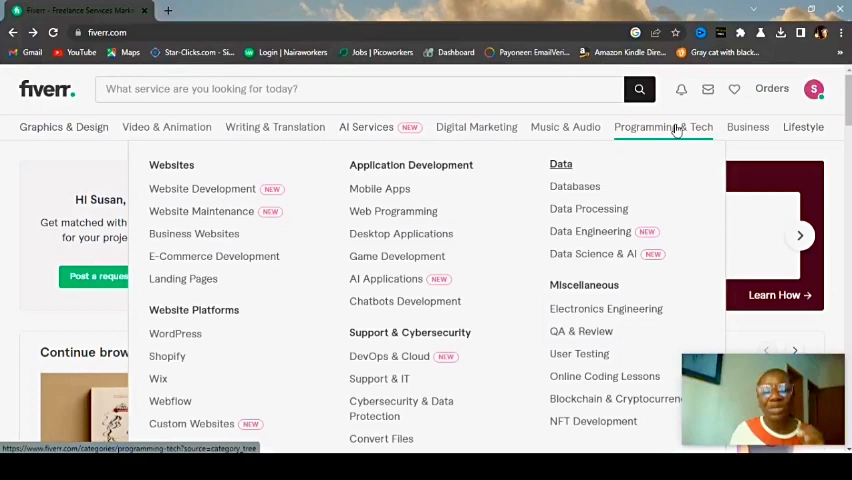 Fiverr - Freelance Services Mark
fiverr.com
Gmail YouTube Maps Star-Clicks.com - Si... Login | Nairaworkers Jobs | Picoworkers Dashboard Payoneer: EmailVeri... Amazon Kindle Dire... Gray cat with black...
fiverr. What service are you looking for today? Orders S
Graphics & Design Video & Animation Writing & Translation AI Services NEW Digital Marketing Music & Audio Programming & Tech Business Lifestyle
Websites
Website Development NEW
Website Maintenance NEW
Business Websites
E-Commerce Development
Landing Pages
Website Platforms
WordPress
Shopify
Wix
Webflow
Custom Websites NEW
Application Development
Mobile Apps
Web Programming
Desktop Applications
Game Development
AI Applications NEW
Chatbots Development
Support & Cybersecurity
DevOps & Cloud NEW
Support & IT
Cybersecurity & Data
Protection
Convert Files
Data
Databases
Data Processing
Data Engineering NEW
Data Science & AI NEW
Miscellaneous
Electronics Engineering
QA & Review
User Testing
Online Coding Lessons
Blockchain & Cryptocurren
NFT Development
Hi Susan,
Get matched with
for your proje
Post a reques
Learn How →
Continue brow
https://www.fiverr.com/categories/programming-tech?source=category_tree